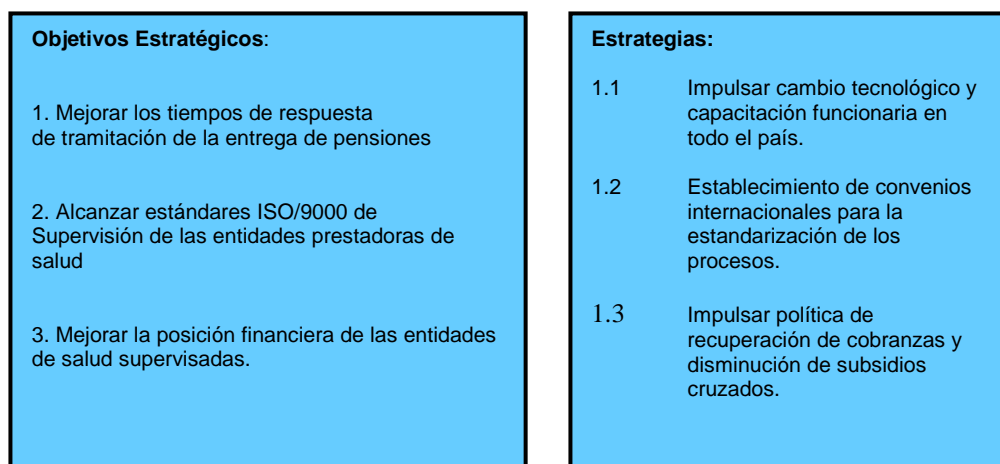 Objetivos Estratégicos:
1. Mejorar los tiempos de respuesta
de tramitación de la entrega de pensiones
2. Alcanzar estándares ISO/9000 de
Supervisión de las entidades prestadoras de
salud
3. Mejorar la posición financiera de las entidades
de salud supervisadas.
Estrategias:
1.1 Impulsar cambio tecnológico y
capacitación funcionaria en
todo el país.
1.2 Establecimiento de convenios
internacionales para la
estandarización de los
procesos.
1.3 Impulsar política de
recuperación de cobranzas y
disminución de subsidios
cruzados.